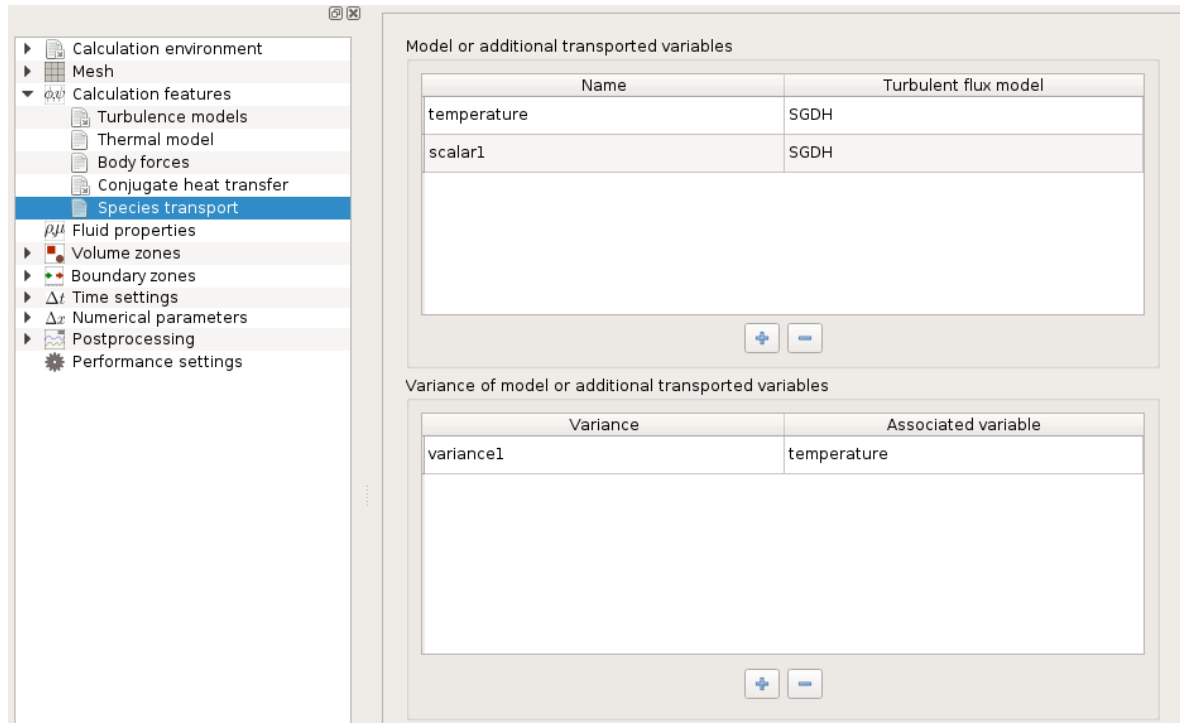 Calculation environment
Mesh
φ,ψ Calculation features
Turbulence models
Thermal model
Body forces
Conjugate heat transfer
Species transport
ρ,μ Fluid properties
Volume zones
Boundary zones
Δt Time settings
Δx Numerical parameters
Postprocessing
Performance settings
Model or additional transported variables
Name Turbulent flux model
temperature SGDH
scalar1 SGDH
Variance of model or additional transported variables
Variance Associated variable
variance1 temperature